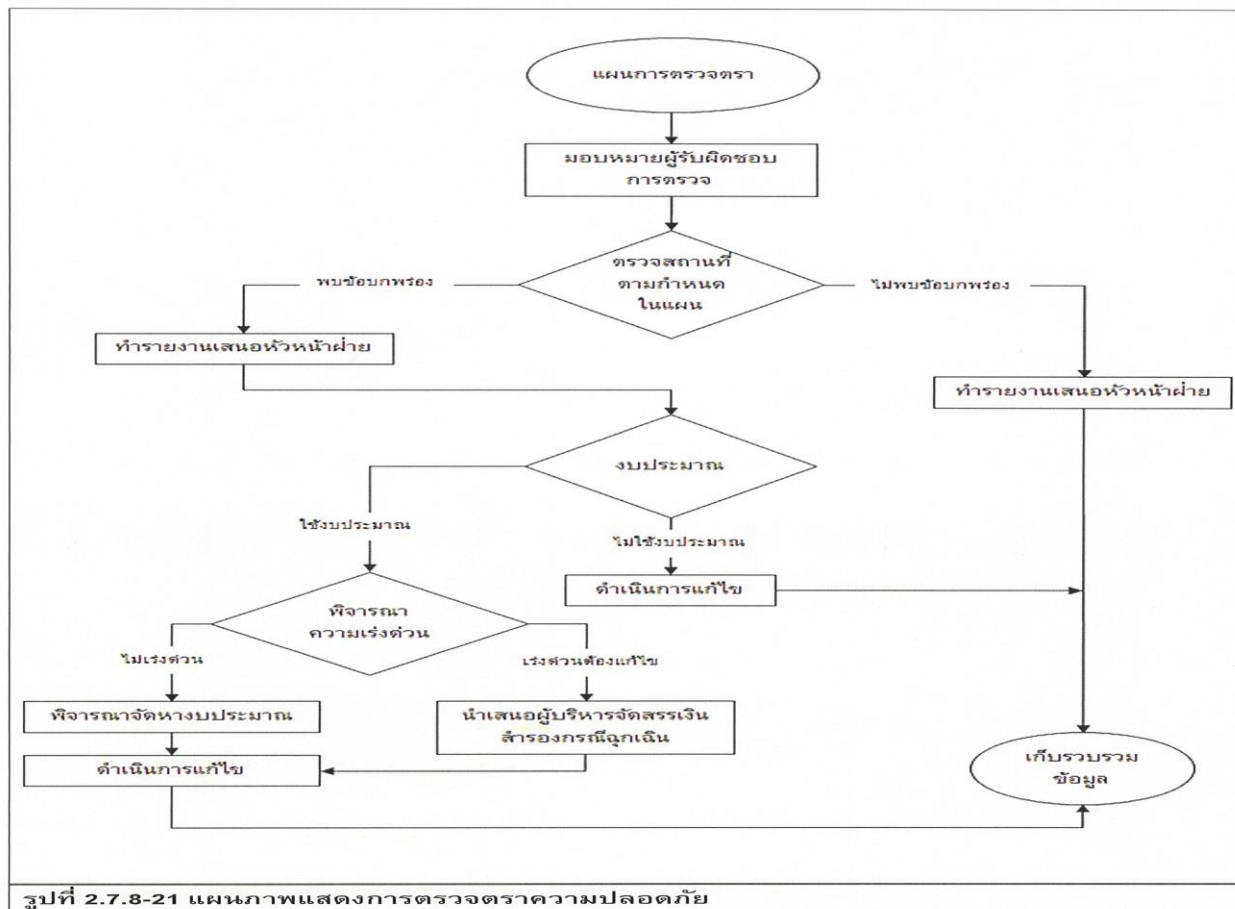 แผนการตรวจตรา
มอบหมายผู้รับผิดชอบ
การตรวจ
ตรวจสถานที่
ตามกำหนด
ในแผน
พบข้อบกพร่อง
ไม่พบข้อบกพร่อง
ทำรายงานเสนอหัวหน้าฝ่าย
ทำรายงานเสนอหัวหน้าฝ่าย
งบประมาณ
ใช้งบประมาณ
ไม่ใช้งบประมาณ
ดำเนินการแก้ไข
พิจารณา
ความเร่งด่วน
ไม่เร่งด่วน
เร่งด่วนต้องแก้ไข
พิจารณาจัดหางบประมาณ
นำเสนอผู้บริหารจัดสรรเงิน
สำรองกรณีฉุกเฉิน
ดำเนินการแก้ไข
เก็บรวบรวม
ข้อมูล
รูปที่ 2.7.8-21 แผนภาพแสดงการตรวจตราความปลอดภัย